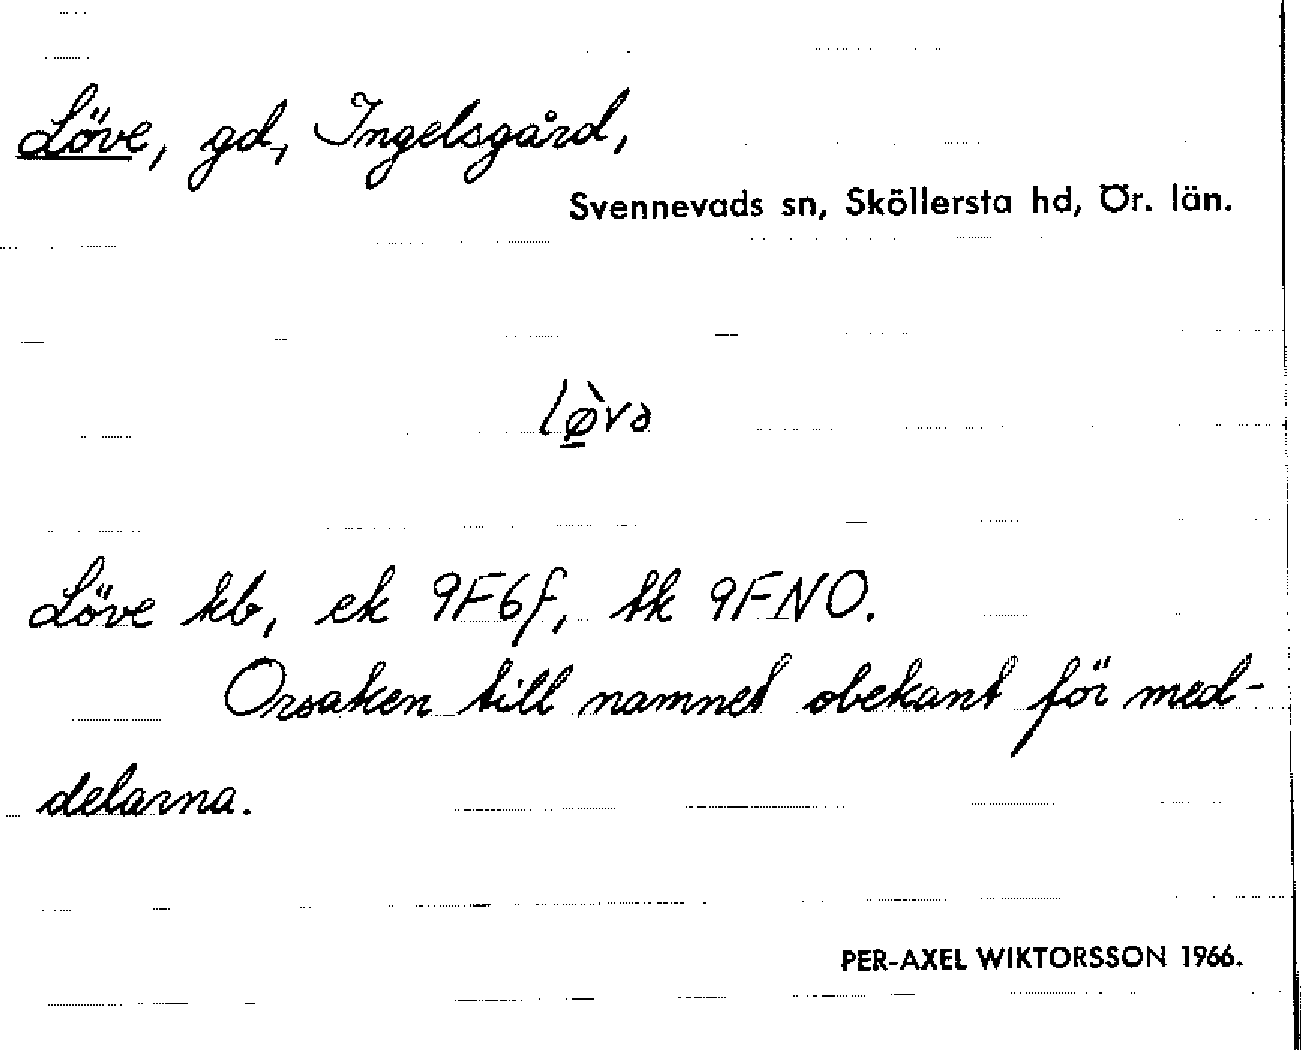 Löve, gd, Ingelsgård,
Svennevads sn, Sköllersta hd, Ör. län.
lø̲̀və
Löve kb, ek 9F6f, tk 9FNO.
Orsaken till namnet obekant för med-
delarna.
PER-AXEL WIKTORSSON 1966.